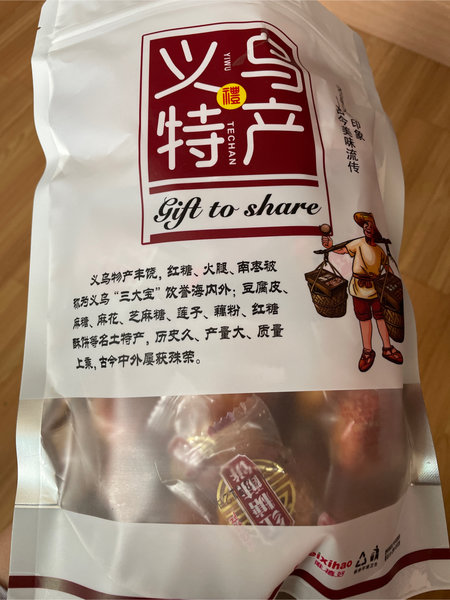 义乌
YIWU
禮
特产
TECHAN
Gift to share
印象
古今美味流传
义乌物产丰饶，红糖、火腿、南枣被
称为义乌“三大宝”饮誉海内外；豆腐皮、
麻糖、麻花、芝麻糖、莲子、藕粉、红糖
酥饼等名土特产，历史久、产量大、质量
上乘，古今中外屡获殊荣。
eixihao